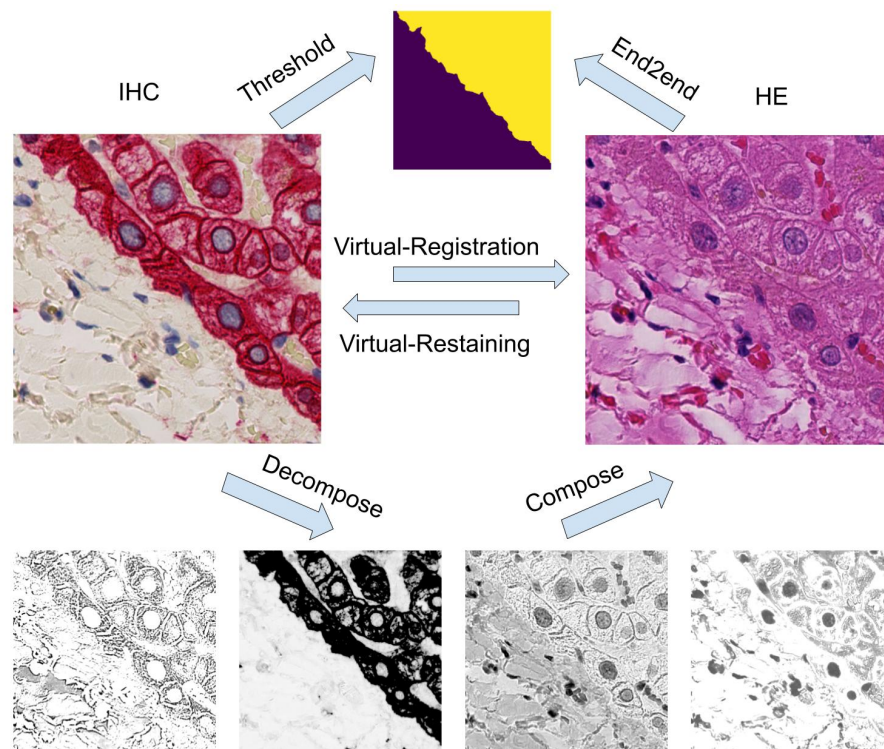 Threshold
End2end
IHC
HE
Virtual-Registration
Virtual-Restaining
Decompose
Compose